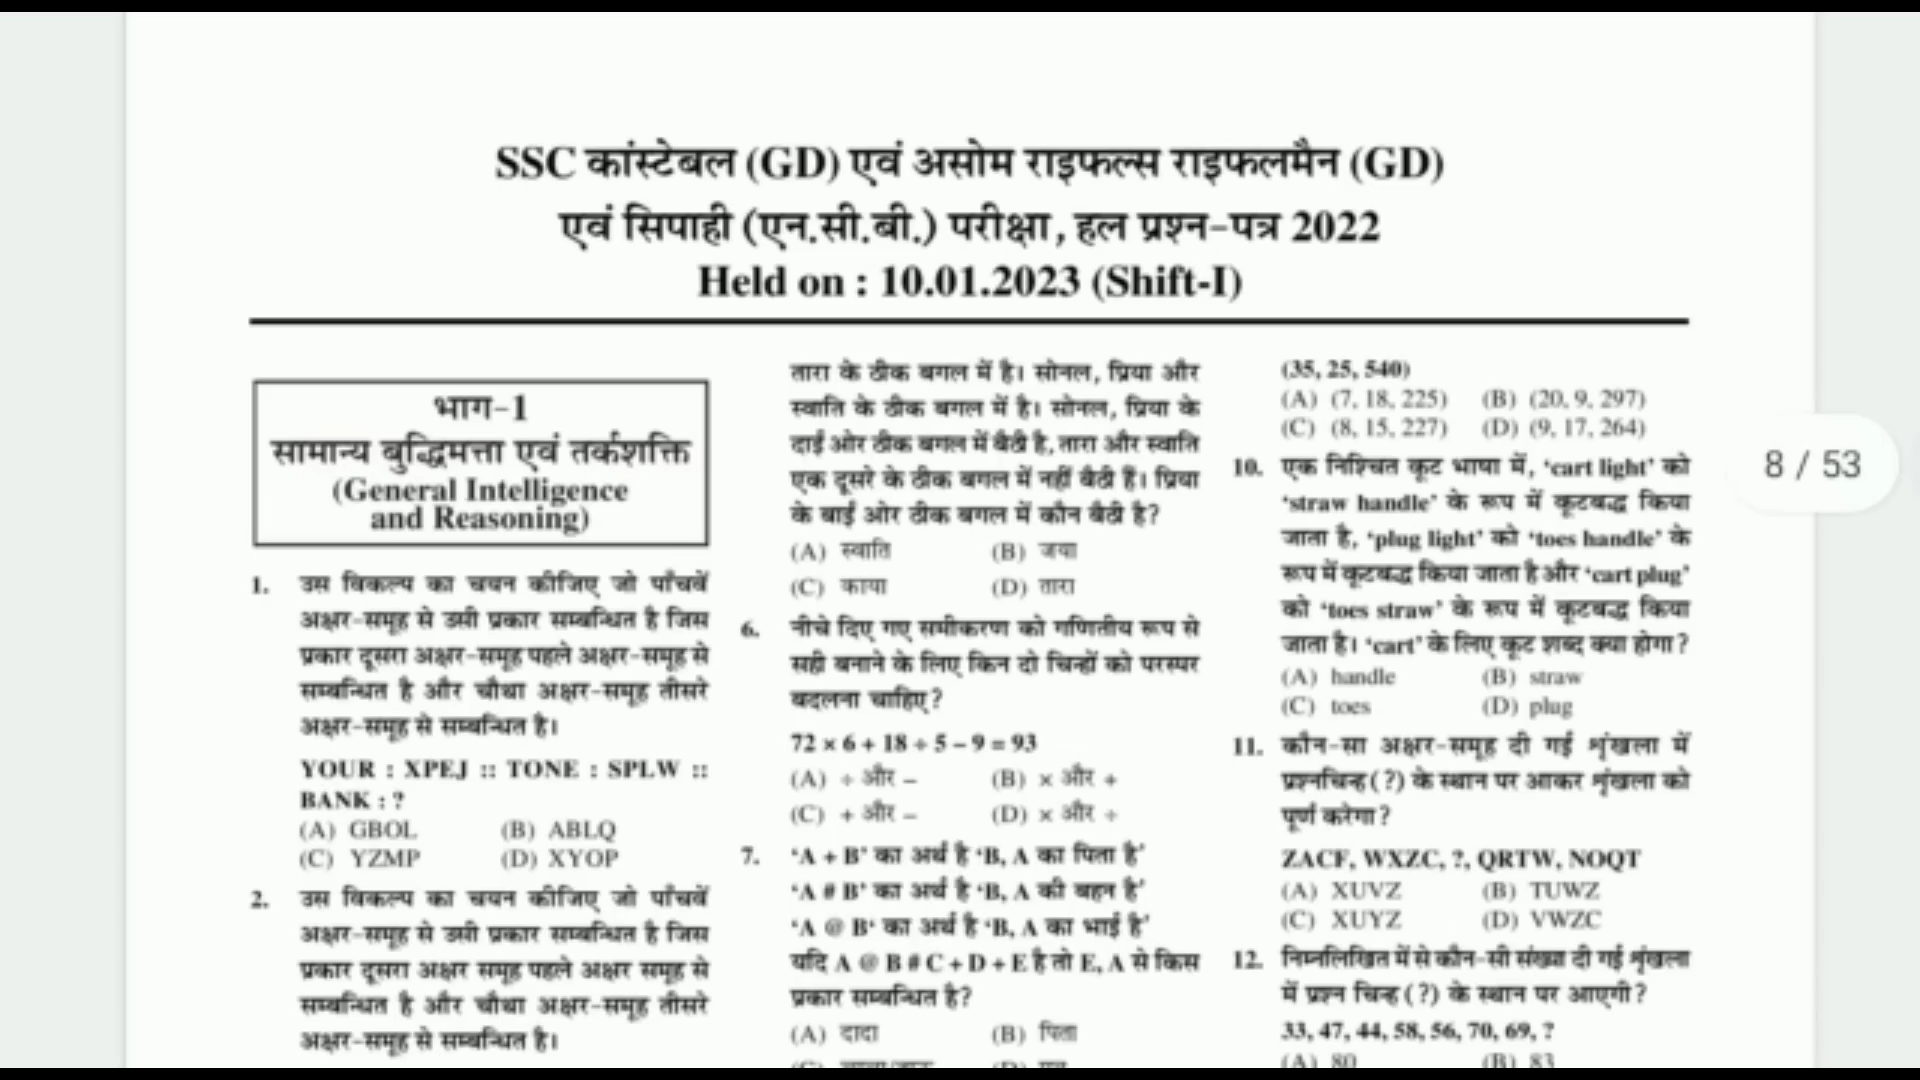 SSC कांस्टेबल (GD) एवं असोम राइफल्स राइफलमैन (GD)
एवं सिपाही (एन.सी.बी.) परीक्षा, हल प्रश्न-पत्र 2022
Held on : 10.01.2023 (Shift-I)
भाग-1
सामान्य बुद्धिमत्ता एवं तर्कशक्ति
(General Intelligence
and Reasoning)
1. उस विकल्प का चयन कीजिए जो पाँचवें
अक्षर-समूह से उसी प्रकार सम्बन्धित है जिस
प्रकार दूसरा अक्षर-समूह पहले अक्षर-समूह से
सम्बन्धित है और चौथा अक्षर-समूह तीसरे
अक्षर-समूह से सम्बन्धित है।
YOUR : XPEJ :: TONE : SPLW ::
BANK : ?
(A) GBOL (B) ABLQ
(C) YZMP (D) XYOP
2. उस विकल्प का चयन कीजिए जो पाँचवें
अक्षर-समूह से उसी प्रकार सम्बन्धित है जिस
प्रकार दूसरा अक्षर समूह पहले अक्षर समूह से
सम्बन्धित है और चौथा अक्षर-समूह तीसरे
अक्षर-समूह से सम्बन्धित है।
तारा के ठीक बगल में है। सोनल, प्रिया और
स्वाति के ठीक बगल में है। सोनल, प्रिया के
दाईं ओर ठीक बगल में बैठी है, तारा और स्वाति
एक दूसरे के ठीक बगल में नहीं बैठी हैं। प्रिया
के बाईं ओर ठीक बगल में कौन बैठी है?
(A) स्वाति (B) जया
(C) काया (D) तारा
6. नीचे दिए गए समीकरण को गणितीय रूप से
सही बनाने के लिए किन दो चिन्हों को परस्पर
बदलना चाहिए?
72 × 6 + 18 ÷ 5 – 9 = 93
(A) ÷ और – (B) × और +
(C) + और – (D) × और ÷
7. ‘A + B’ का अर्थ है ‘B, A का पिता है’
‘A # B’ का अर्थ है ‘B, A की बहन है’
‘A @ B‘ का अर्थ है ‘B, A का भाई है’
यदि A @ B # C + D + E है तो E, A से किस
प्रकार सम्बन्धित है?
(A) दादा (B) पिता
(35, 25, 540)
(A) (7, 18, 225) (B) (20, 9, 297)
(C) (8, 15, 227) (D) (9, 17, 264)
10. एक निश्चित कूट भाषा में, ‘cart light’ को
‘straw handle’ के रूप में कूटबद्ध किया
जाता है, ‘plug light’ को ‘toes handle’ के
रूप में कूटबद्ध किया जाता है और ‘cart plug’
को ‘toes straw’ के रूप में कूटबद्ध किया
जाता है। ‘cart’ के लिए कूट शब्द क्या होगा?
(A) handle (B) straw
(C) toes (D) plug
11. कौन-सा अक्षर-समूह दी गई शृंखला में
प्रश्नचिन्ह (?) के स्थान पर आकर शृंखला को
पूर्ण करेगा?
ZACF, WXZC, ?, QRTW, NOQT
(A) XUVZ (B) TUWZ
(C) XUYZ (D) VWZC
12. निम्नलिखित में से कौन-सी संख्या दी गई शृंखला
में प्रश्न चिन्ह (?) के स्थान पर आएगी?
33, 47, 44, 58, 56, 70, 69, ?
(A) 80 (B) 83
8 / 53